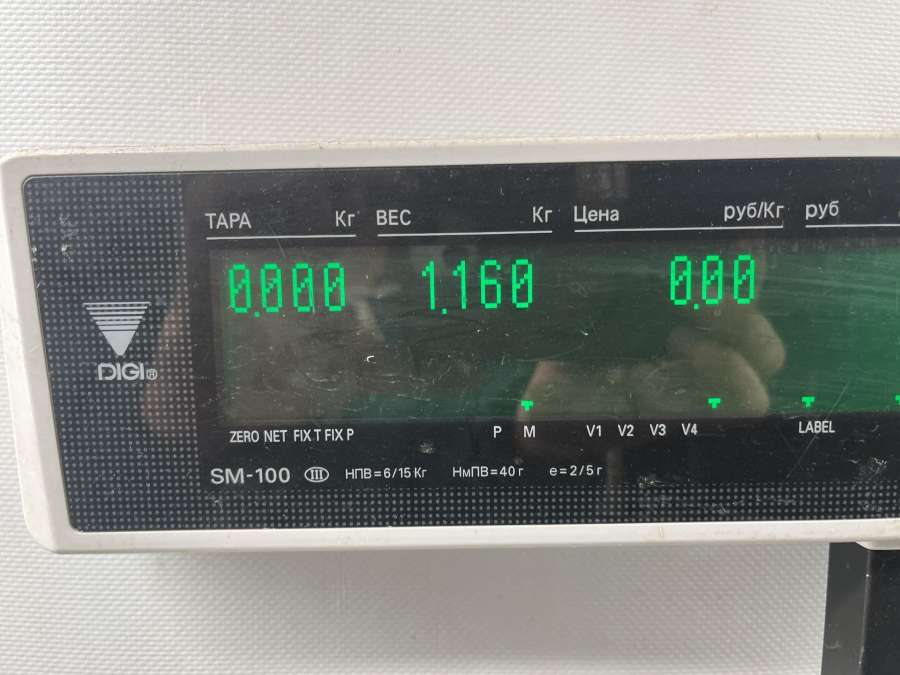 ТАРА Кг ВЕС Кг Цена руб/Кг руб
0.000 1.160 0.00
DIGI®
ZERO NET FIX T FIX P P M V1 V2 V3 V4 LABEL
SM-100 III НПВ=6/15 Кг НмПВ=40 г e=2/5 г